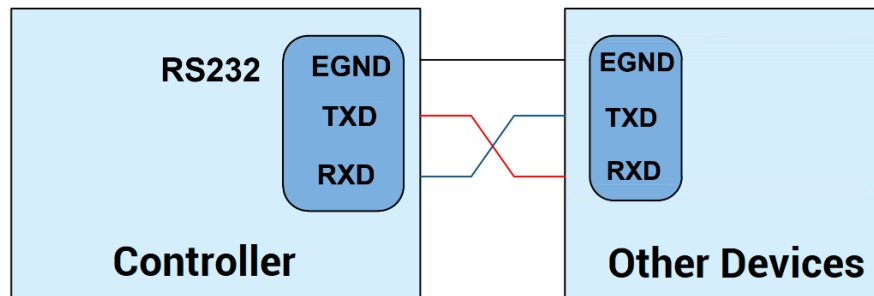 RS232
EGND
TXD
RXD
Controller
EGND
TXD
RXD
Other Devices